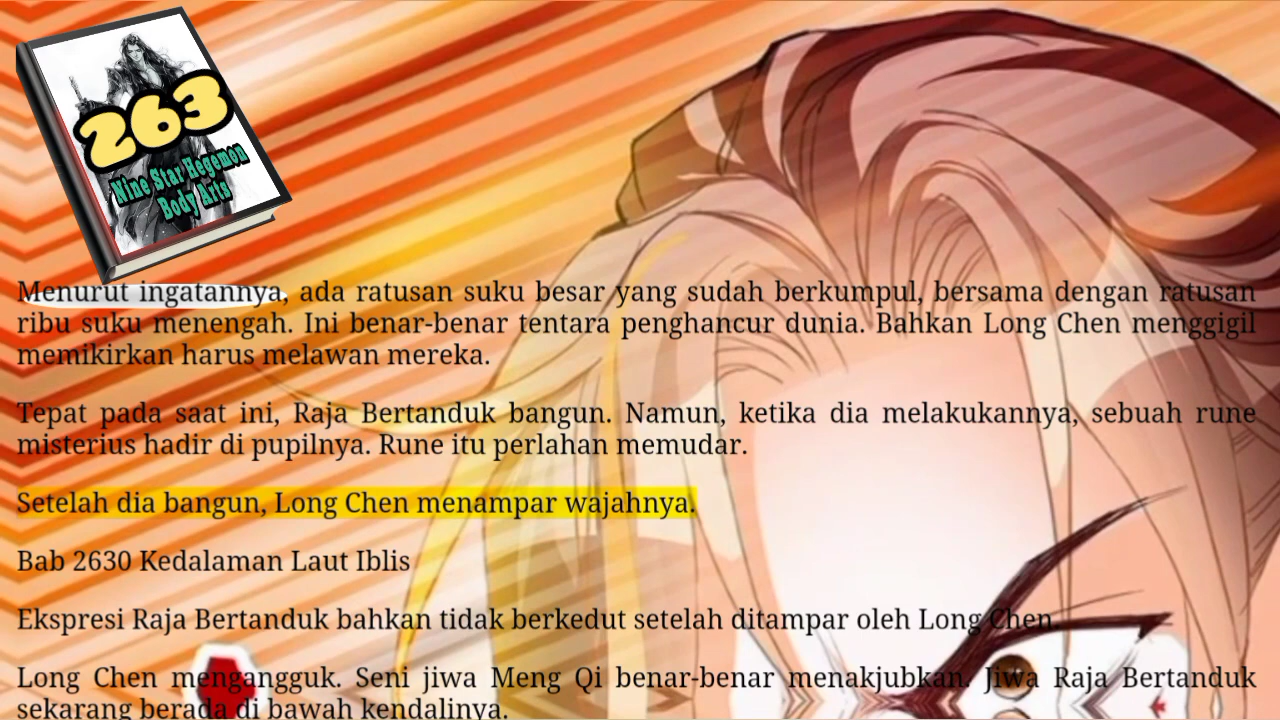 263
Nine Star Hegemon
Body Arts
Menurut ingatannya, ada ratusan suku besar yang sudah berkumpul, bersama dengan ratusan
ribu suku menengah. Ini benar-benar tentara penghancur dunia. Bahkan Long Chen menggigil
memikirkan harus melawan mereka.
Tepat pada saat ini, Raja Bertanduk bangun. Namun, ketika dia melakukannya, sebuah rune
misterius hadir di pupilnya. Rune itu perlahan memudar.
Setelah dia bangun, Long Chen menampar wajahnya.
Bab 2630 Kedalaman Laut Iblis
Ekspresi Raja Bertanduk bahkan tidak berkedut setelah ditampar oleh Long Chen.
Long Chen mengangguk. Seni jiwa Meng Qi benar-benar menakjubkan. Jiwa Raja Bertanduk
sekarang berada di bawah kendalinya.